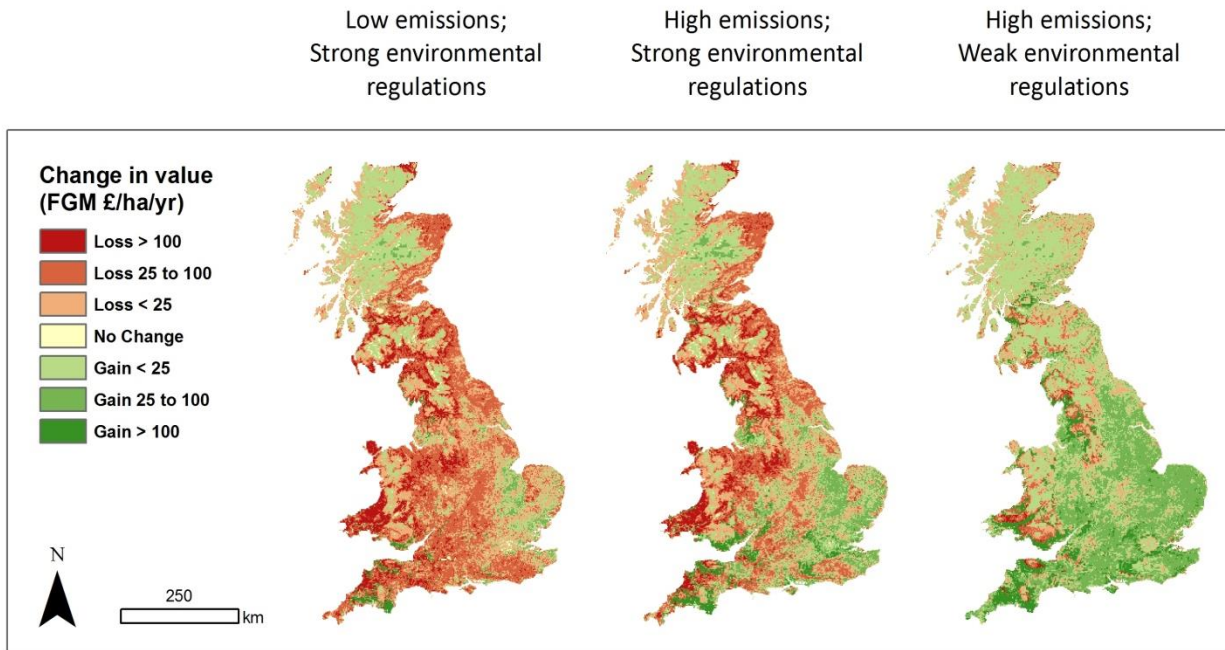 Low emissions;
Strong environmental
regulations
High emissions;
Strong environmental
regulations
High emissions;
Weak environmental
regulations
Change in value
(FGM £/ha/yr)
Loss > 100
Loss 25 to 100
Loss < 25
No Change
Gain < 25
Gain 25 to 100
Gain > 100
N
250
km